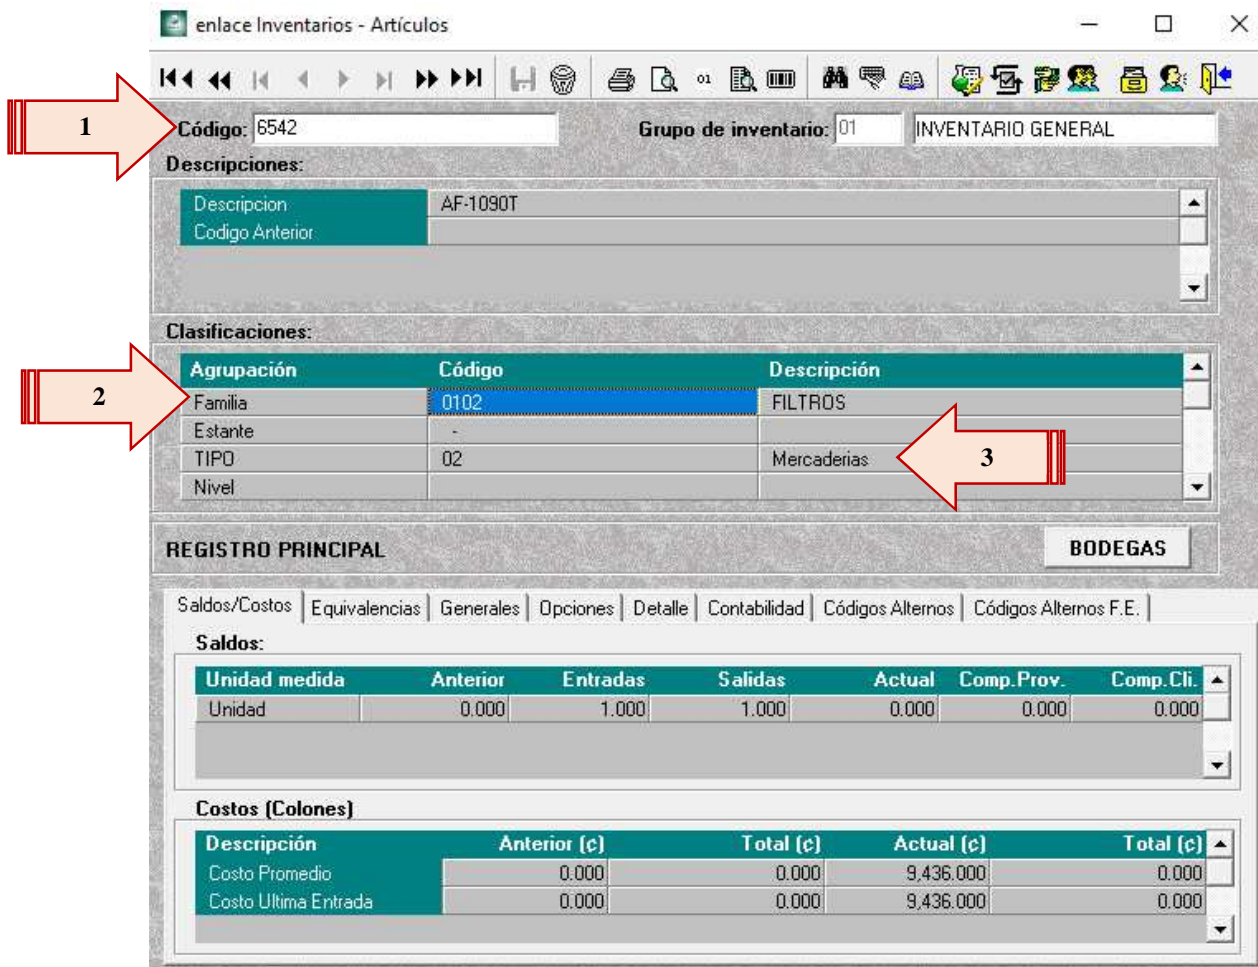 enlace Inventarios - Artículos
01
1
Código: 6542 Grupo de inventario: 01 INVENTARIO GENERAL
Descripciones:
Descripcion AF-1090T
Codigo Anterior
Clasificaciones:
Agrupación Código Descripción
2
Familia 0102 FILTROS
Estante -
TIPO 02 Mercaderias
3
Nivel
REGISTRO PRINCIPAL BODEGAS
Saldos/Costos Equivalencias Generales Opciones Detalle Contabilidad Códigos Alternos Códigos Alternos F.E.
Saldos:
Unidad medida Anterior Entradas Salidas Actual Comp.Prov. Comp.Cli.
Unidad 0.000 1.000 1.000 0.000 0.000 0.000
Costos (Colones)
Descripción Anterior (¢) Total (¢) Actual (¢) Total (¢)
Costo Promedio 0.000 0.000 9,436.000 0.000
Costo Ultima Entrada 0.000 0.000 9,436.000 0.000